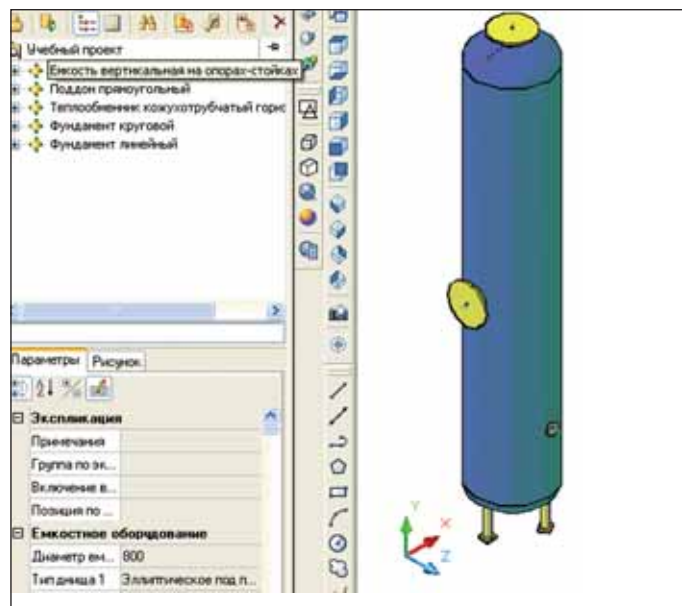 Учебный проект
Емкость вертикальная на опорах-стойках
Поддон прямоугольный
Теплообменник кожухотрубчатый горис
Фундамент круговой
Фундамент линейный
Параметры Рисунок
Экспликация
Примечания
Группа по эк...
Включение в...
Позиция по ...
Емкостное оборудование
Диаметр ем... 800
Тип днища 1 Эллиптическое под п...
Y
X
Z